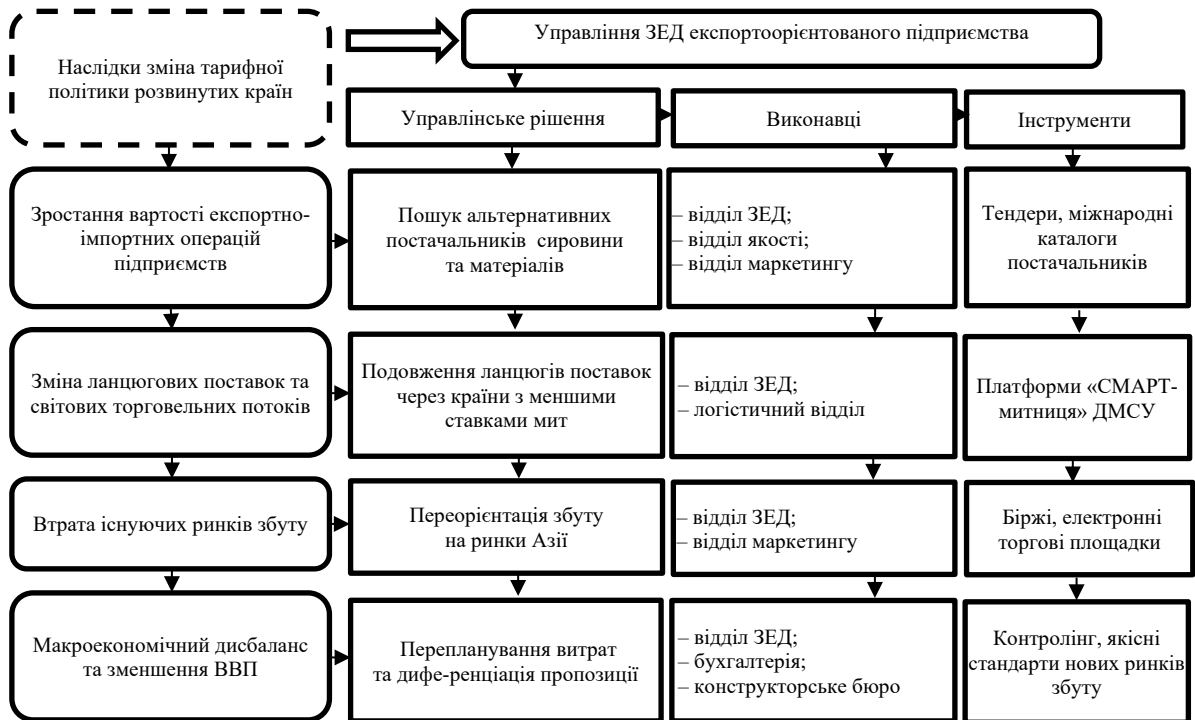 Наслідки зміна тарифної
політики розвинутих країн
Управління ЗЕД експортоорієнтованого підприємства
Управлінське рішення
Виконавці
Інструменти
Зростання вартості експортно-
імпортних операцій
підприємств
Пошук альтернативних
постачальників сировини
та матеріалів
– відділ ЗЕД;
– відділ якості;
– відділ маркетингу
Тендери, міжнародні
каталоги
постачальників
Зміна ланцюгових поставок та
світових торговельних потоків
Подовження ланцюгів поставок
через країни з меншими
ставками мит
– відділ ЗЕД;
– логістичний відділ
Платформи «СМАРТ-
митниця» ДМСУ
Втрата існуючих ринків збуту
Переорієнтація збуту
на ринки Азії
– відділ ЗЕД;
– відділ маркетингу
Біржі, електронні
торгові площадки
Макроекономічний дисбаланс
та зменшення ВВП
Перепланування витрат
та дифе-ренціація пропозиції
– відділ ЗЕД;
– бухгалтерія;
– конструкторське бюро
Контролінг, якісні
стандарти нових ринків
збуту